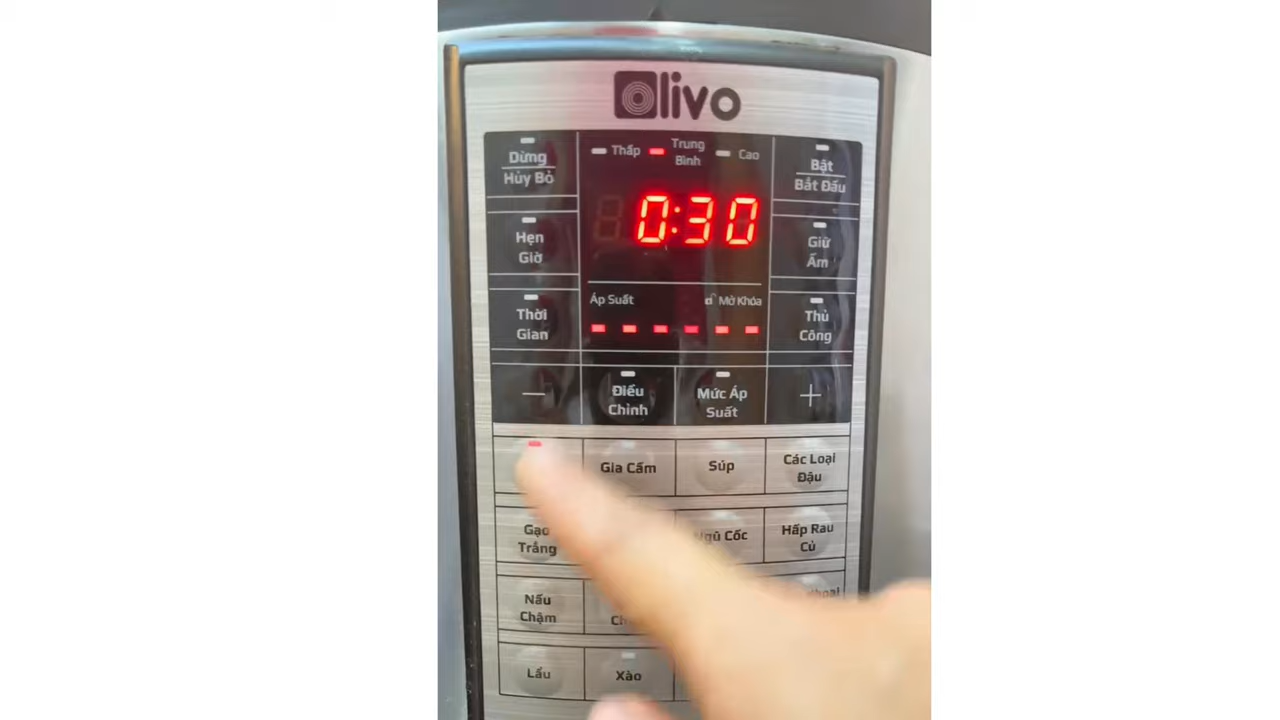 Olivo
Dừng
Hủy Bỏ
Thấp
Trung
Bình
Cao
Bật
Bắt Đầu
Hẹn
Giờ
0:30
Giữ
Ấm
Thời
Gian
Áp Suất
Mở Khóa
Thủ
Công
Điều
Chỉnh
Mức Áp
Suất
Gia Cầm
Súp
Các Loại
Đậu
Gạo
Trắng
Ngũ Cốc
Hấp Rau
Củ
Nấu
Chậm
Lẩu
Xào